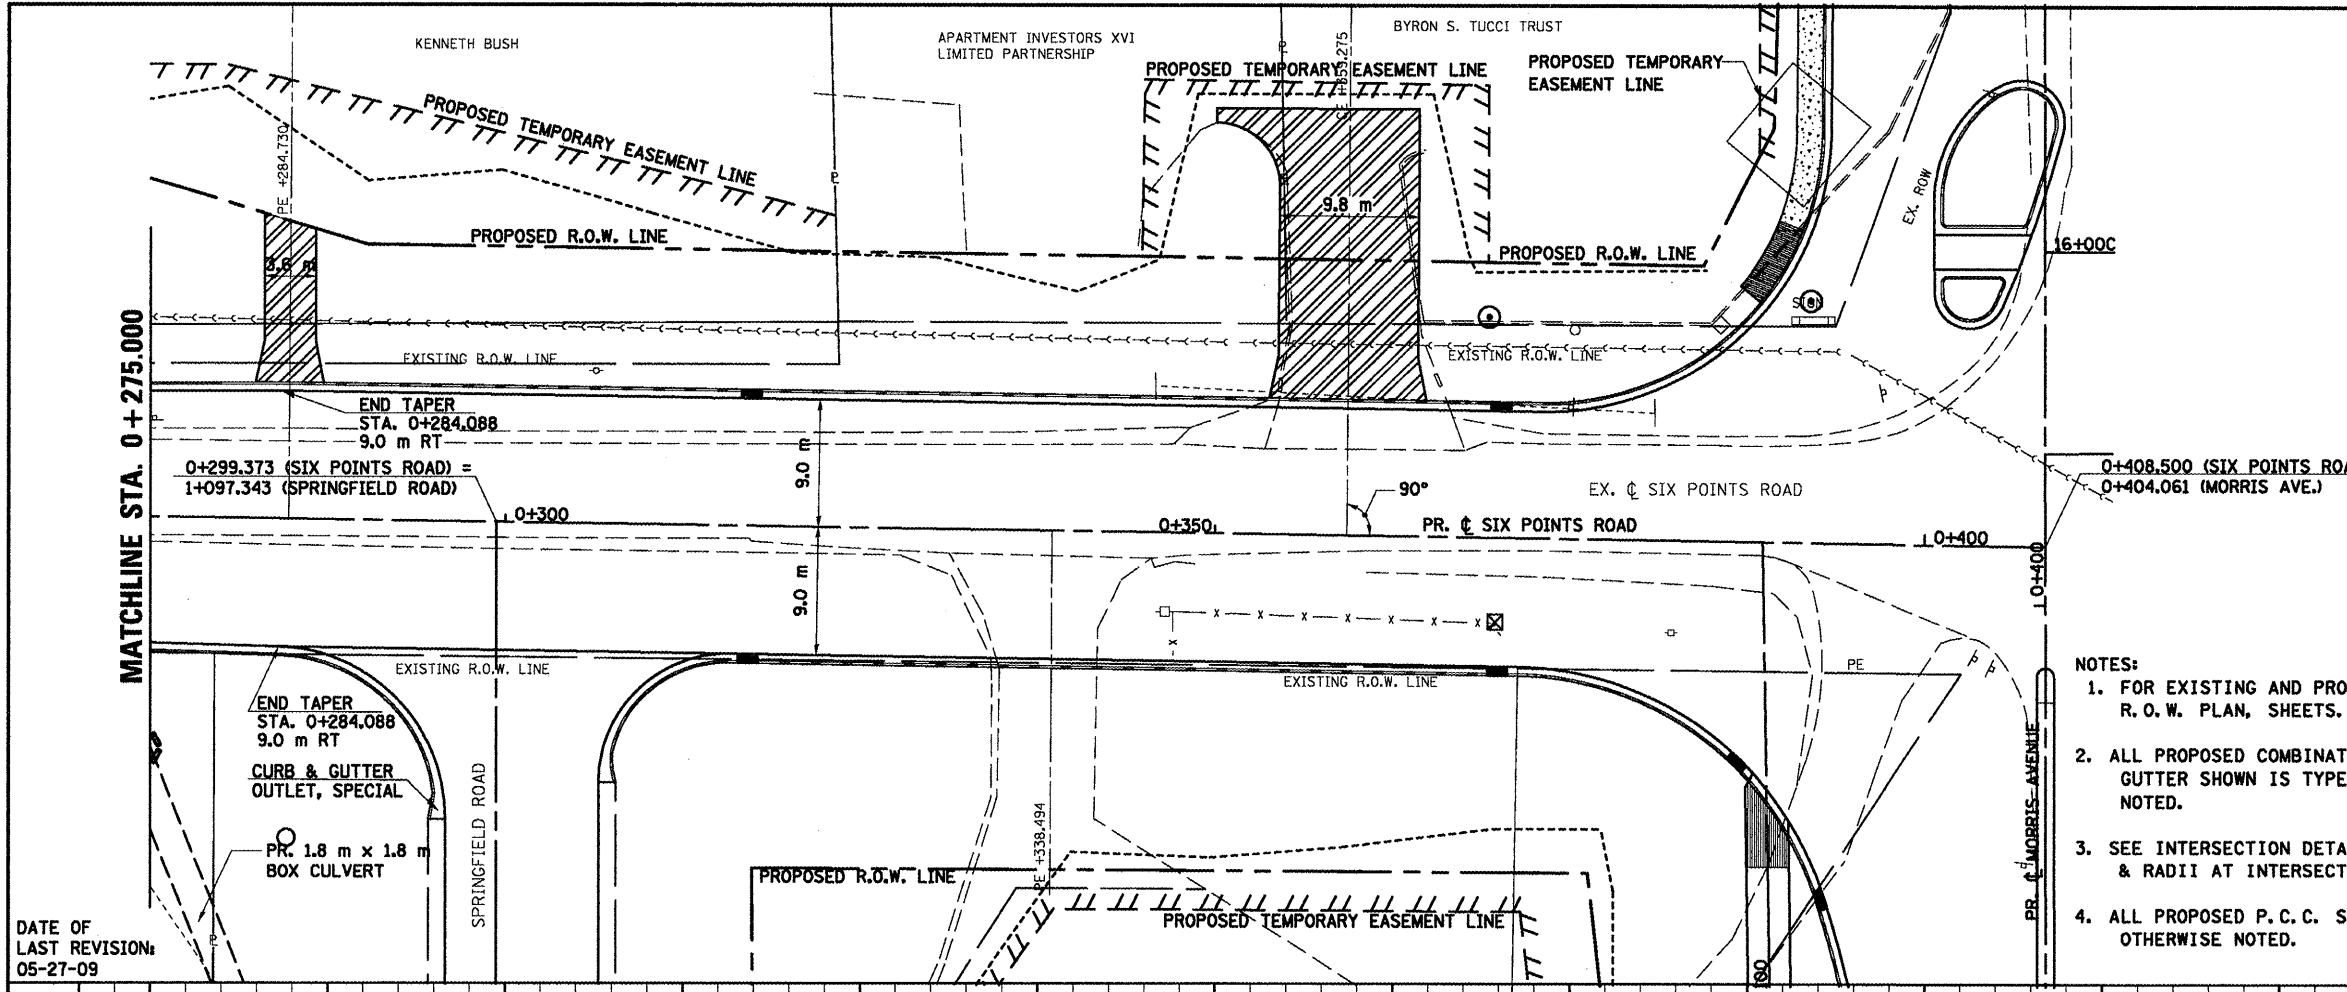 KENNETH BUSH
APARTMENT INVESTORS XVI
LIMITED PARTNERSHIP
BYRON S. TUCCI TRUST
PROPOSED TEMPORARY EASEMENT LINE
PROPOSED TEMPORARY
EASEMENT LINE
PROPOSED TEMPORARY EASEMENT LINE
PE +284.730
+359.275
EX. ROW
16+00C
9.8 m
3.6 m
PROPOSED R.O.W. LINE
PROPOSED R.O.W. LINE
SIGN
EXISTING R.O.W. LINE
EXISTING R.O.W. LINE
MATCHLINE STA. 0+275.000
END TAPER
STA. 0+284.088
9.0 m RT
0+299.373 (SIX POINTS ROAD) =
1+097.343 (SPRINGFIELD ROAD)
9.0 m
90°
EX. ℄ SIX POINTS ROAD
0+408.500 (SIX POINTS ROA
0+404.061 (MORRIS AVE.)
0+300
0+350
PR. ℄ SIX POINTS ROAD
0+400
0+400
9.0 m
EXISTING R.O.W. LINE
EXISTING R.O.W. LINE
PE
END TAPER
STA. 0+284.088
9.0 m RT
CURB & GUTTER
OUTLET, SPECIAL
SPRINGFIELD ROAD
PR. 1.8 m x 1.8 m
BOX CULVERT
PE +338.494
PROPOSED R.O.W. LINE
PROPOSED TEMPORARY EASEMENT LINE
100
PR. ℄ MORRIS AVENUE
NOTES:
1. FOR EXISTING AND PRO
R.O.W. PLAN, SHEETS.
2. ALL PROPOSED COMBINAT
GUTTER SHOWN IS TYPE
NOTED.
3. SEE INTERSECTION DETA
& RADII AT INTERSECT
4. ALL PROPOSED P.C.C. S
OTHERWISE NOTED.
DATE OF
LAST REVISION:
05-27-09